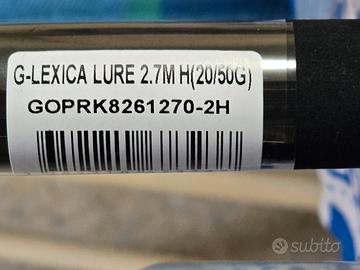 G-LEXICA LURE 2.7M H(20/50G)
GOPRK8261270-2H
subito